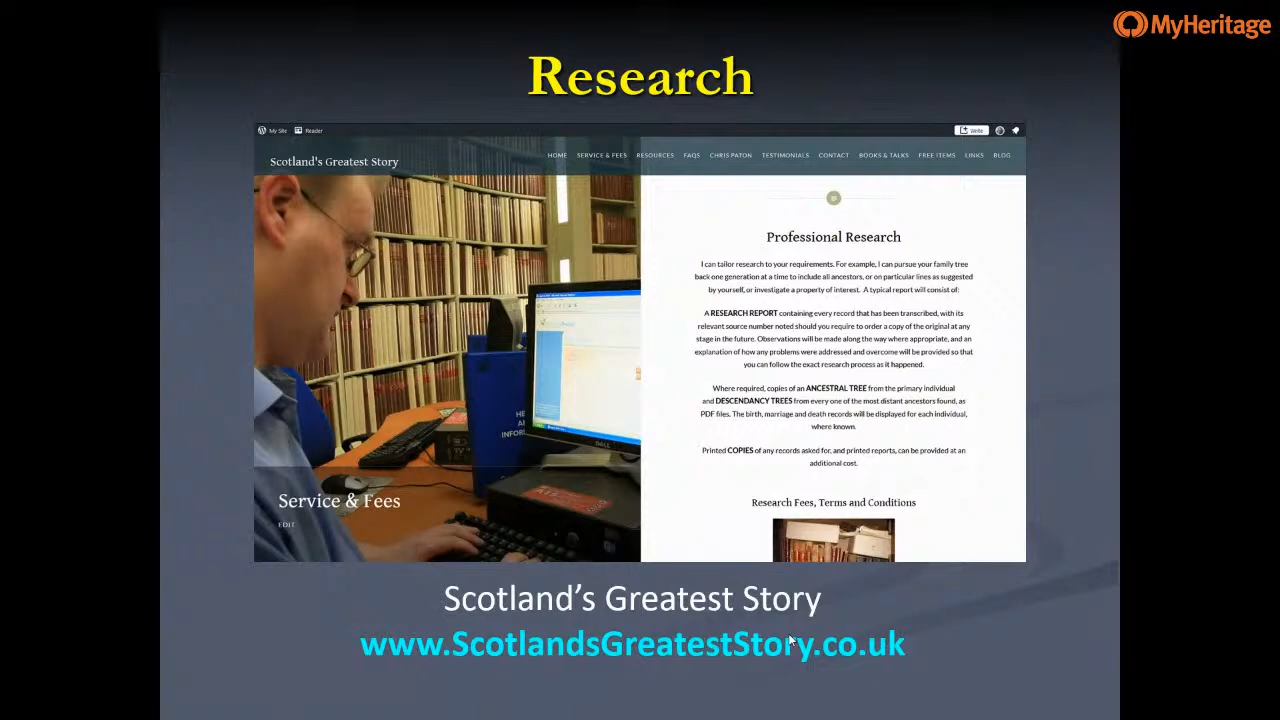 MyHeritage
Research
My Site Reader Write
Scotland's Greatest Story
HOME SERVICE & FEES RESOURCES FAQS CHRIS PATON TESTIMONIALS CONTACT BOOKS & TALKS FREE ITEMS LINKS BLOG
Professional Research
I can tailor research to your requirements. For example, I can pursue your family tree
back one generation at a time to include all ancestors, or on particular lines as suggested
by yourself, or investigate a property of interest. A typical report will consist of:
A RESEARCH REPORT containing every record that has been transcribed, with its
relevant source number noted should you require to order a copy of the original at any
stage in the future. Observations will be made along the way where appropriate, and an
explanation of how any problems were addressed and overcome will be provided so that
you can follow the exact research process as it happened.
Where required, copies of an ANCESTRAL TREE from the primary individual
and DESCENDANCY TREES from every one of the most distant ancestors found, as
PDF files. The birth, marriage and death records will be displayed for each individual,
where known.
Printed COPIES of any records asked for, and printed reports, can be provided at an
additional cost.
Research Fees, Terms and Conditions
DELL
Service & Fees
EDIT
Scotland's Greatest Story
www.ScotlandsGreatestStory.co.uk